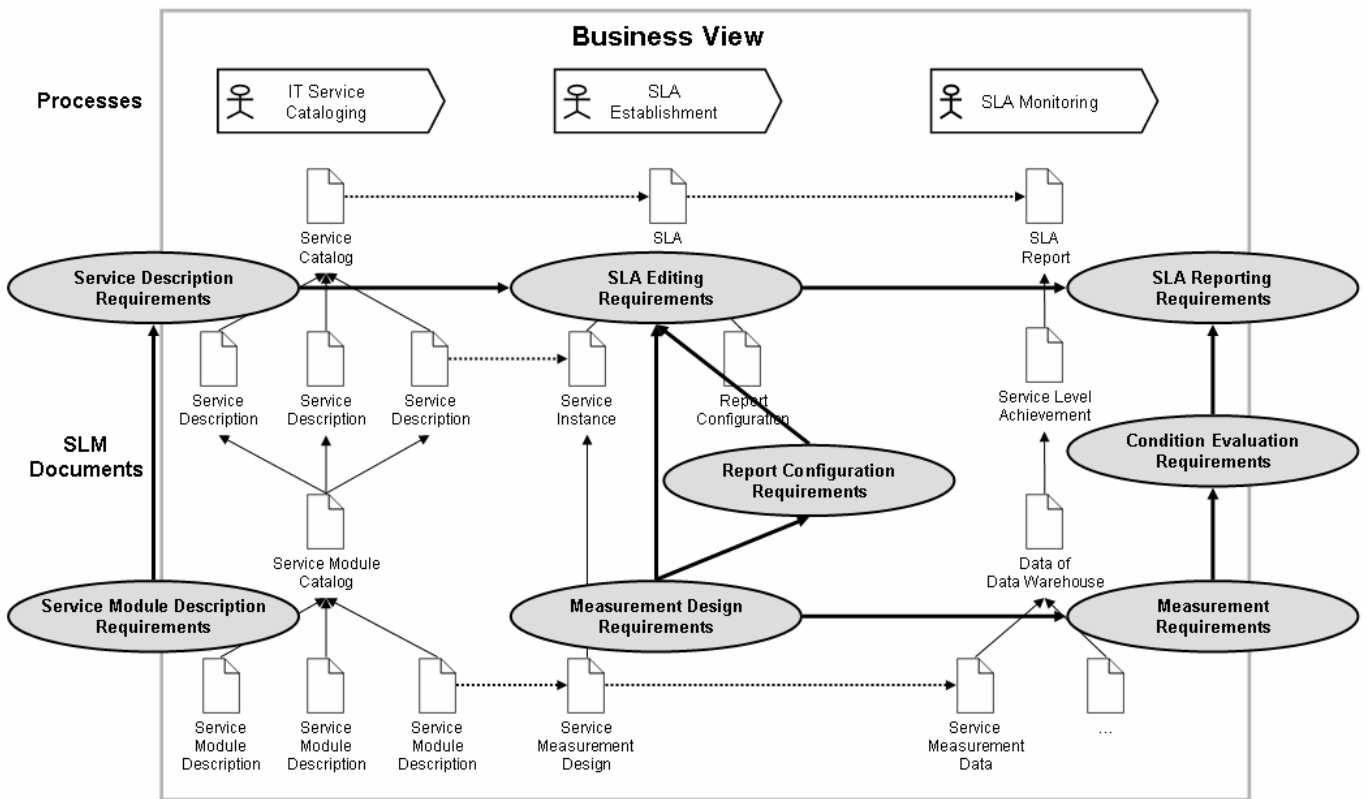 Business View
Processes
IT Service
Cataloging
SLA
Establishment
SLA Monitoring
Service
Catalog
SLA
SLA
Report
Service Description
Requirements
SLA Editing
Requirements
SLA Reporting
Requirements
Service
Description
Service
Description
Service
Description
Service
Instance
Report
Configuration
Service Level
Achievement
SLM
Documents
Condition Evaluation
Requirements
Report Configuration
Requirements
Service Module
Catalog
Data of
Data Warehouse
Service Module Description
Requirements
Measurement Design
Requirements
Measurement
Requirements
Service
Module
Description
Service
Module
Description
Service
Module
Description
Service
Measurement
Design
Service
Measurement
Data
...